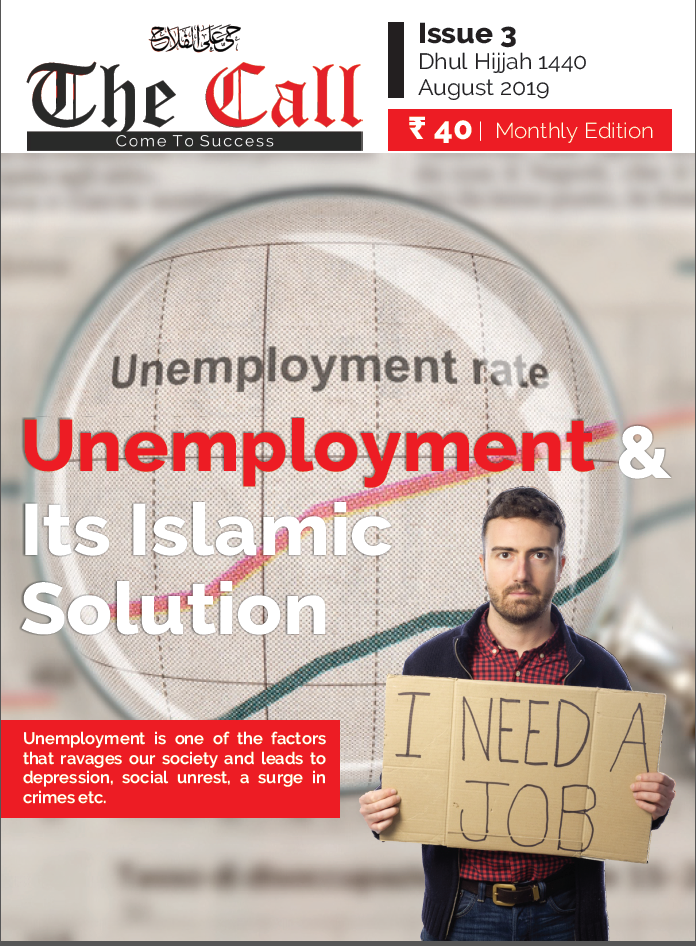 حي على الفلاح
The Call
Come To Success
Issue 3
Dhul Hijjah 1440
August 2019
₹ 40 | Monthly Edition
Unemployment rate
Unemployment &
Its Islamic
Solution
Unemployment is one of the factors
that ravages our society and leads to
depression, social unrest, a surge in
crimes etc.
I NEED A
JOB